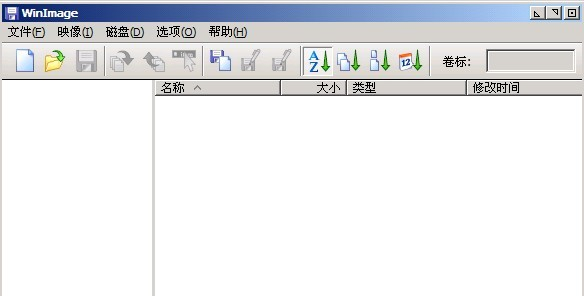 WinImage
文件(F) 映像(I) 磁盘(D) 选项(O) 帮助(H)
A Z 12 卷标:
名称 大小 类型 修改时间